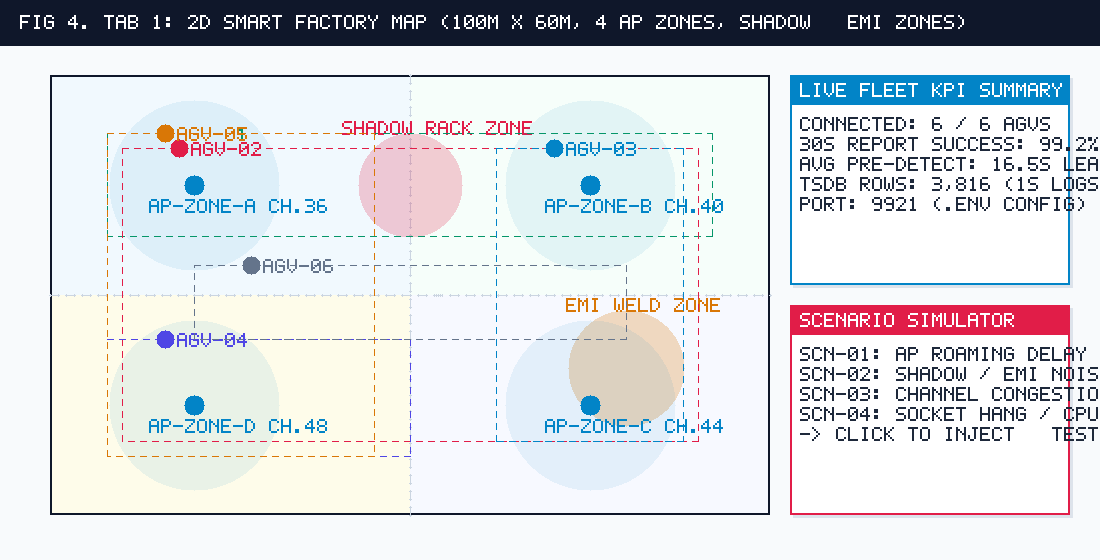 FIG 4. TAB 1: 2D SMART FACTORY MAP (100M X 60M, 4 AP ZONES, SHADOW   EMI ZONES)
AGV-05
SHADOW RACK ZONE
AGV-02
AGV-03
AP-ZONE-A CH.36
AP-ZONE-B CH.40
AGV-06
EMI WELD ZONE
AGV-04
AP-ZONE-D CH.48
AP-ZONE-C CH.44
LIVE FLEET KPI SUMMARY
CONNECTED: 6 / 6 AGVS
30S REPORT SUCCESS: 99.2%
AVG PRE-DETECT: 16.5S LEA
TSDB ROWS: 3,816 (1S LOGS
PORT: 9921 (.ENV CONFIG)
SCENARIO SIMULATOR
SCN-01: AP ROAMING DELAY
SCN-02: SHADOW / EMI NOIS
SCN-03: CHANNEL CONGESTIO
SCN-04: SOCKET HANG / CPU
-> CLICK TO INJECT   TEST